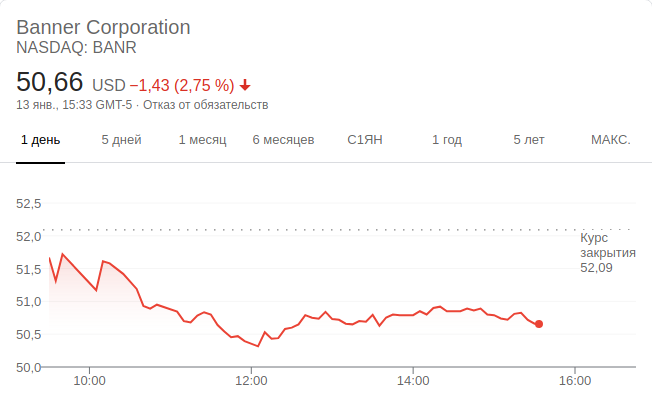 Banner Corporation
NASDAQ: BANR
50,66 USD −1,43 (2,75 %)
13 янв., 15:33 GMT-5 · Отказ от обязательств
1 день 5 дней 1 месяц 6 месяцев С1ЯН 1 год 5 лет МАКС.
52,5
52,0
Курс
закрытия
52,09
51,5
51,0
50,5
50,0
10:00 12:00 14:00 16:00